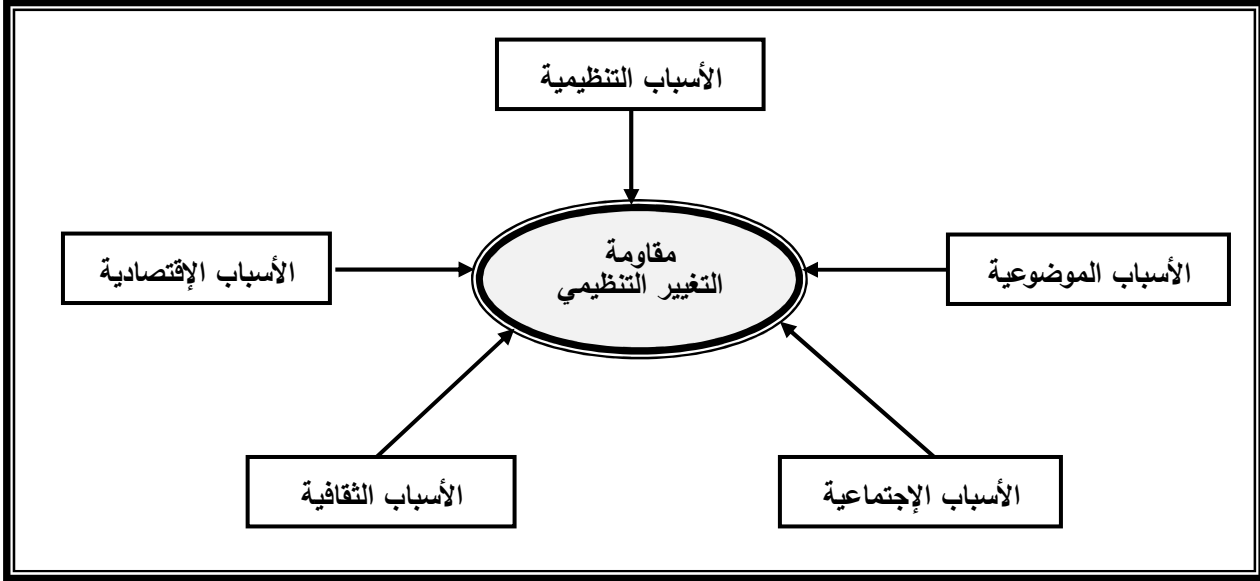 الأسباب التنظيمية
مقاومة
التغيير التنظيمي
الأسباب الموضوعية
الأسباب الإقتصادية
الأسباب الإجتماعية
الأسباب الثقافية